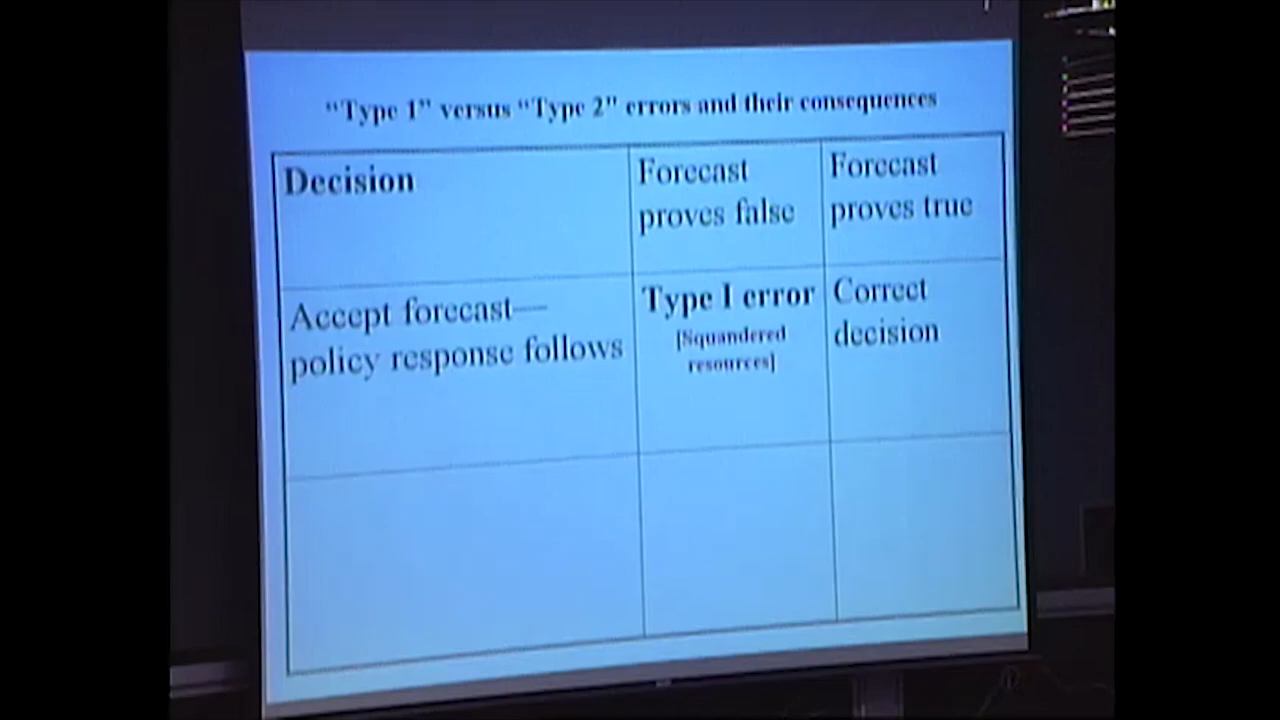 “Type 1” versus “Type 2” errors and their consequences
Decision
Forecast
proves false
Forecast
proves true
Accept forecast—
policy response follows
Type I error
[Squandered
resources]
Correct
decision